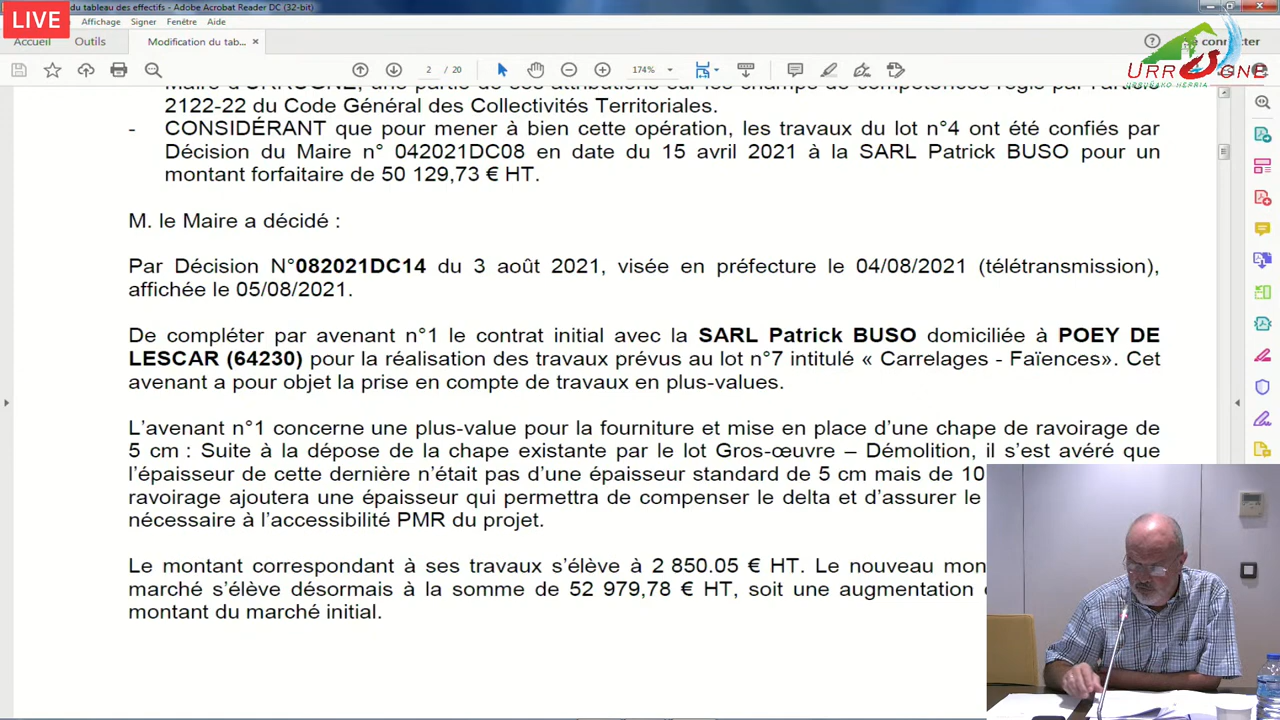 LIVE
du tableau des effectifs - Adobe Acrobat Reader DC (32-bit)
Affichage Signer Fenêtre Aide
Accueil Outils Modification du tab... ×
2 / 20 174%
URRUGNE
URRUÑAKO HERRIA
2122-22 du Code Général des Collectivités Territoriales.
- CONSIDÉRANT que pour mener à bien cette opération, les travaux du lot n°4 ont été confiés par
Décision du Maire n° 042021DC08 en date du 15 avril 2021 à la SARL Patrick BUSO pour un
montant forfaitaire de 50 129,73 € HT.
M. le Maire a décidé :
Par Décision N°082021DC14 du 3 août 2021, visée en préfecture le 04/08/2021 (télétransmission),
affichée le 05/08/2021.
De compléter par avenant n°1 le contrat initial avec la SARL Patrick BUSO domiciliée à POEY DE
LESCAR (64230) pour la réalisation des travaux prévus au lot n°7 intitulé « Carrelages - Faïences». Cet
avenant a pour objet la prise en compte de travaux en plus-values.
L'avenant n°1 concerne une plus-value pour la fourniture et mise en place d'une chape de ravoirage de
5 cm : Suite à la dépose de la chape existante par le lot Gros-œuvre – Démolition, il s'est avéré que
l'épaisseur de cette dernière n'était pas d'une épaisseur standard de 5 cm mais de 10
ravoirage ajoutera une épaisseur qui permettra de compenser le delta et d'assurer le
nécessaire à l'accessibilité PMR du projet.
Le montant correspondant à ses travaux s'élève à 2 850.05 € HT. Le nouveau mon
marché s'élève désormais à la somme de 52 979,78 € HT, soit une augmentation
montant du marché initial.